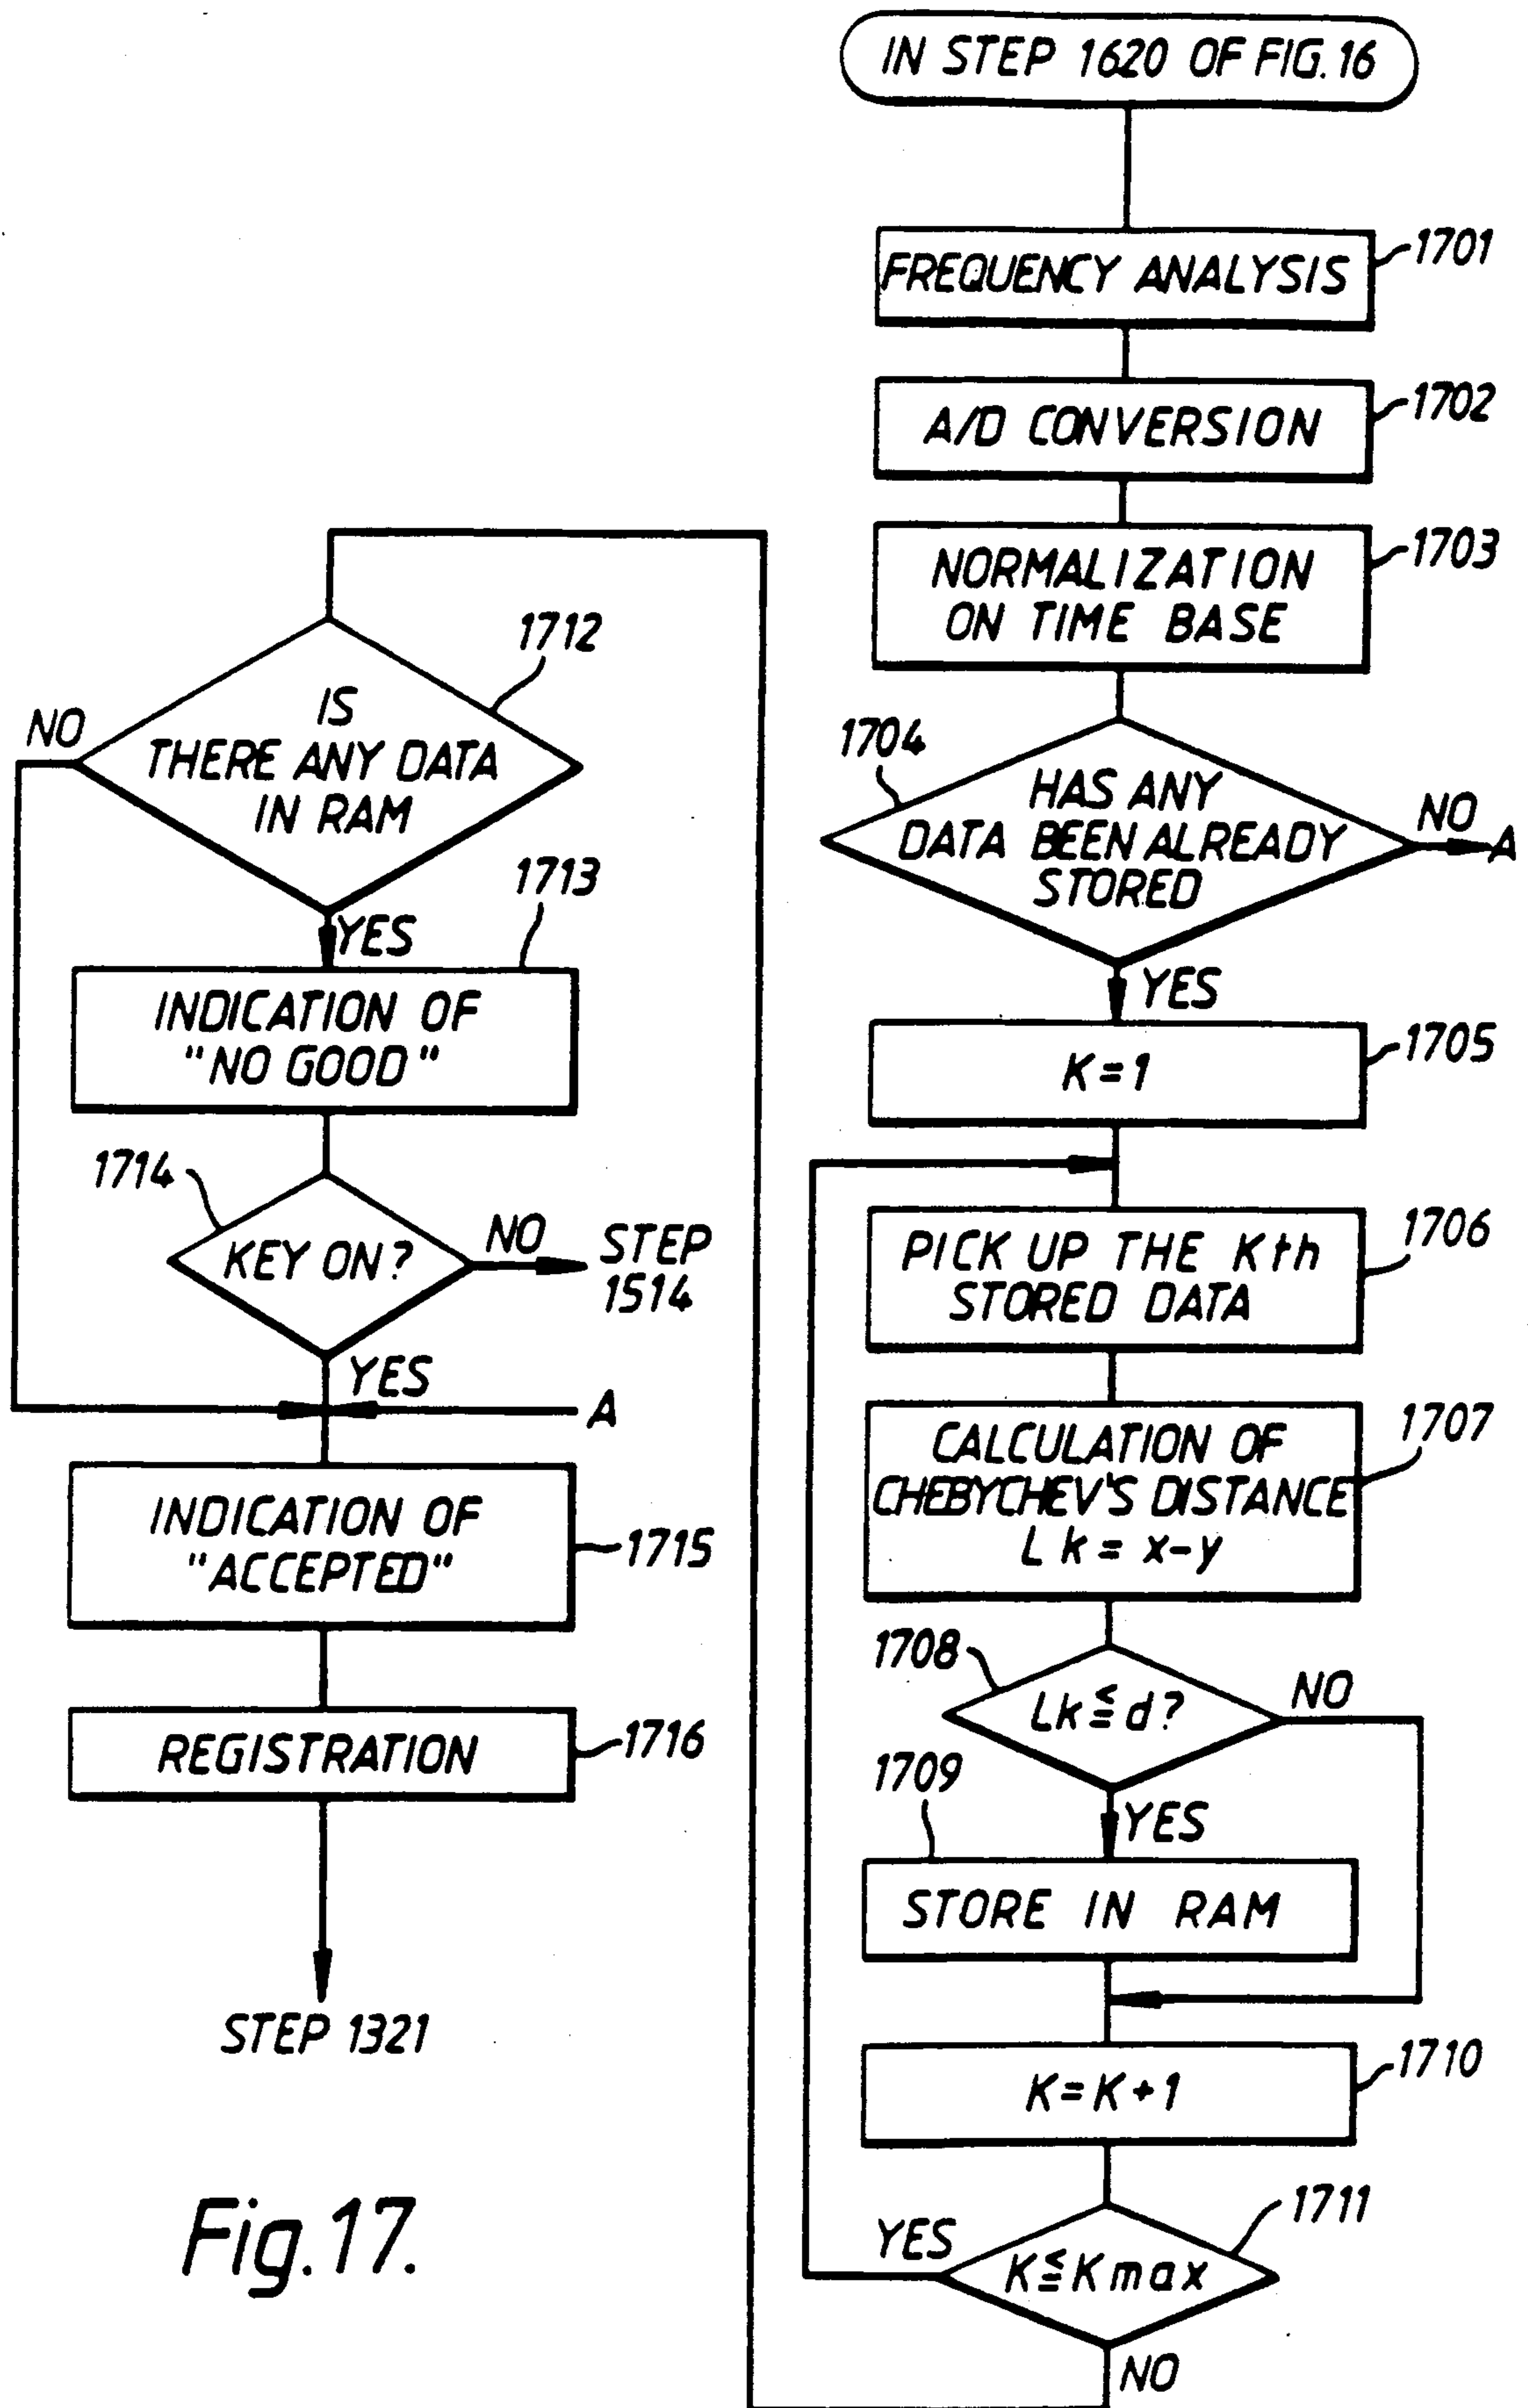 IN STEP 1620 OF FIG.16
FREQUENCY ANALYSIS
1701
A/D CONVERSION
1702
NORMALIZATION
ON TIME BASE
1703
1704
HAS ANY
DATA BEEN ALREADY
STORED
NO
A
YES
K=1
1705
PICK UP THE Kth
STORED DATA
1706
CALCULATION OF
CHEBYCHEV'S DISTANCE
Lk = x-y
1707
1708
Lk≦d?
NO
1709
YES
STORE IN RAM
K=K+1
1710
1711
YES
K≦Kmax
NO
1712
IS
THERE ANY DATA
IN RAM
NO
YES
1713
INDICATION OF
"NO GOOD"
1714
KEY ON?
NO
STEP
1514
YES
A
INDICATION OF
"ACCEPTED"
1715
REGISTRATION
1716
STEP 1321
Fig.17.